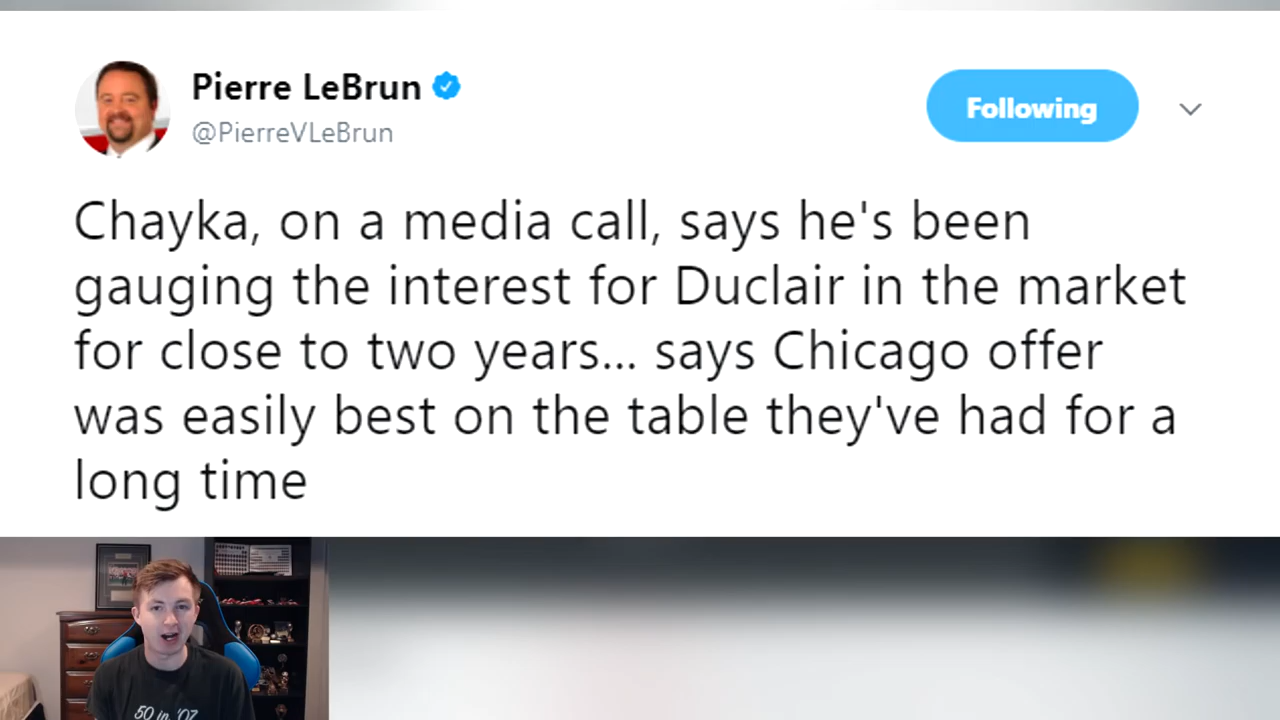 Pierre LeBrun
@PierreVLeBrun
Following
Chayka, on a media call, says he's been
gauging the interest for Duclair in the market
for close to two years... says Chicago offer
was easily best on the table they've had for a
long time
50 in '07